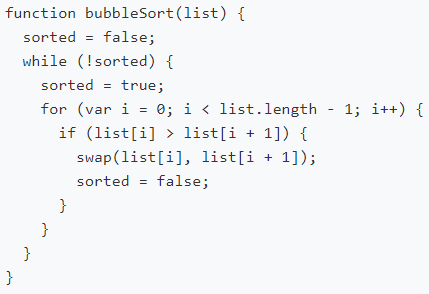 function bubbleSort(list) {
  sorted = false;
  while (!sorted) {
    sorted = true;
    for (var i = 0; i < list.length - 1; i++) {
      if (list[i] > list[i + 1]) {
        swap(list[i], list[i + 1]);
        sorted = false;
      }
    }
  }
}